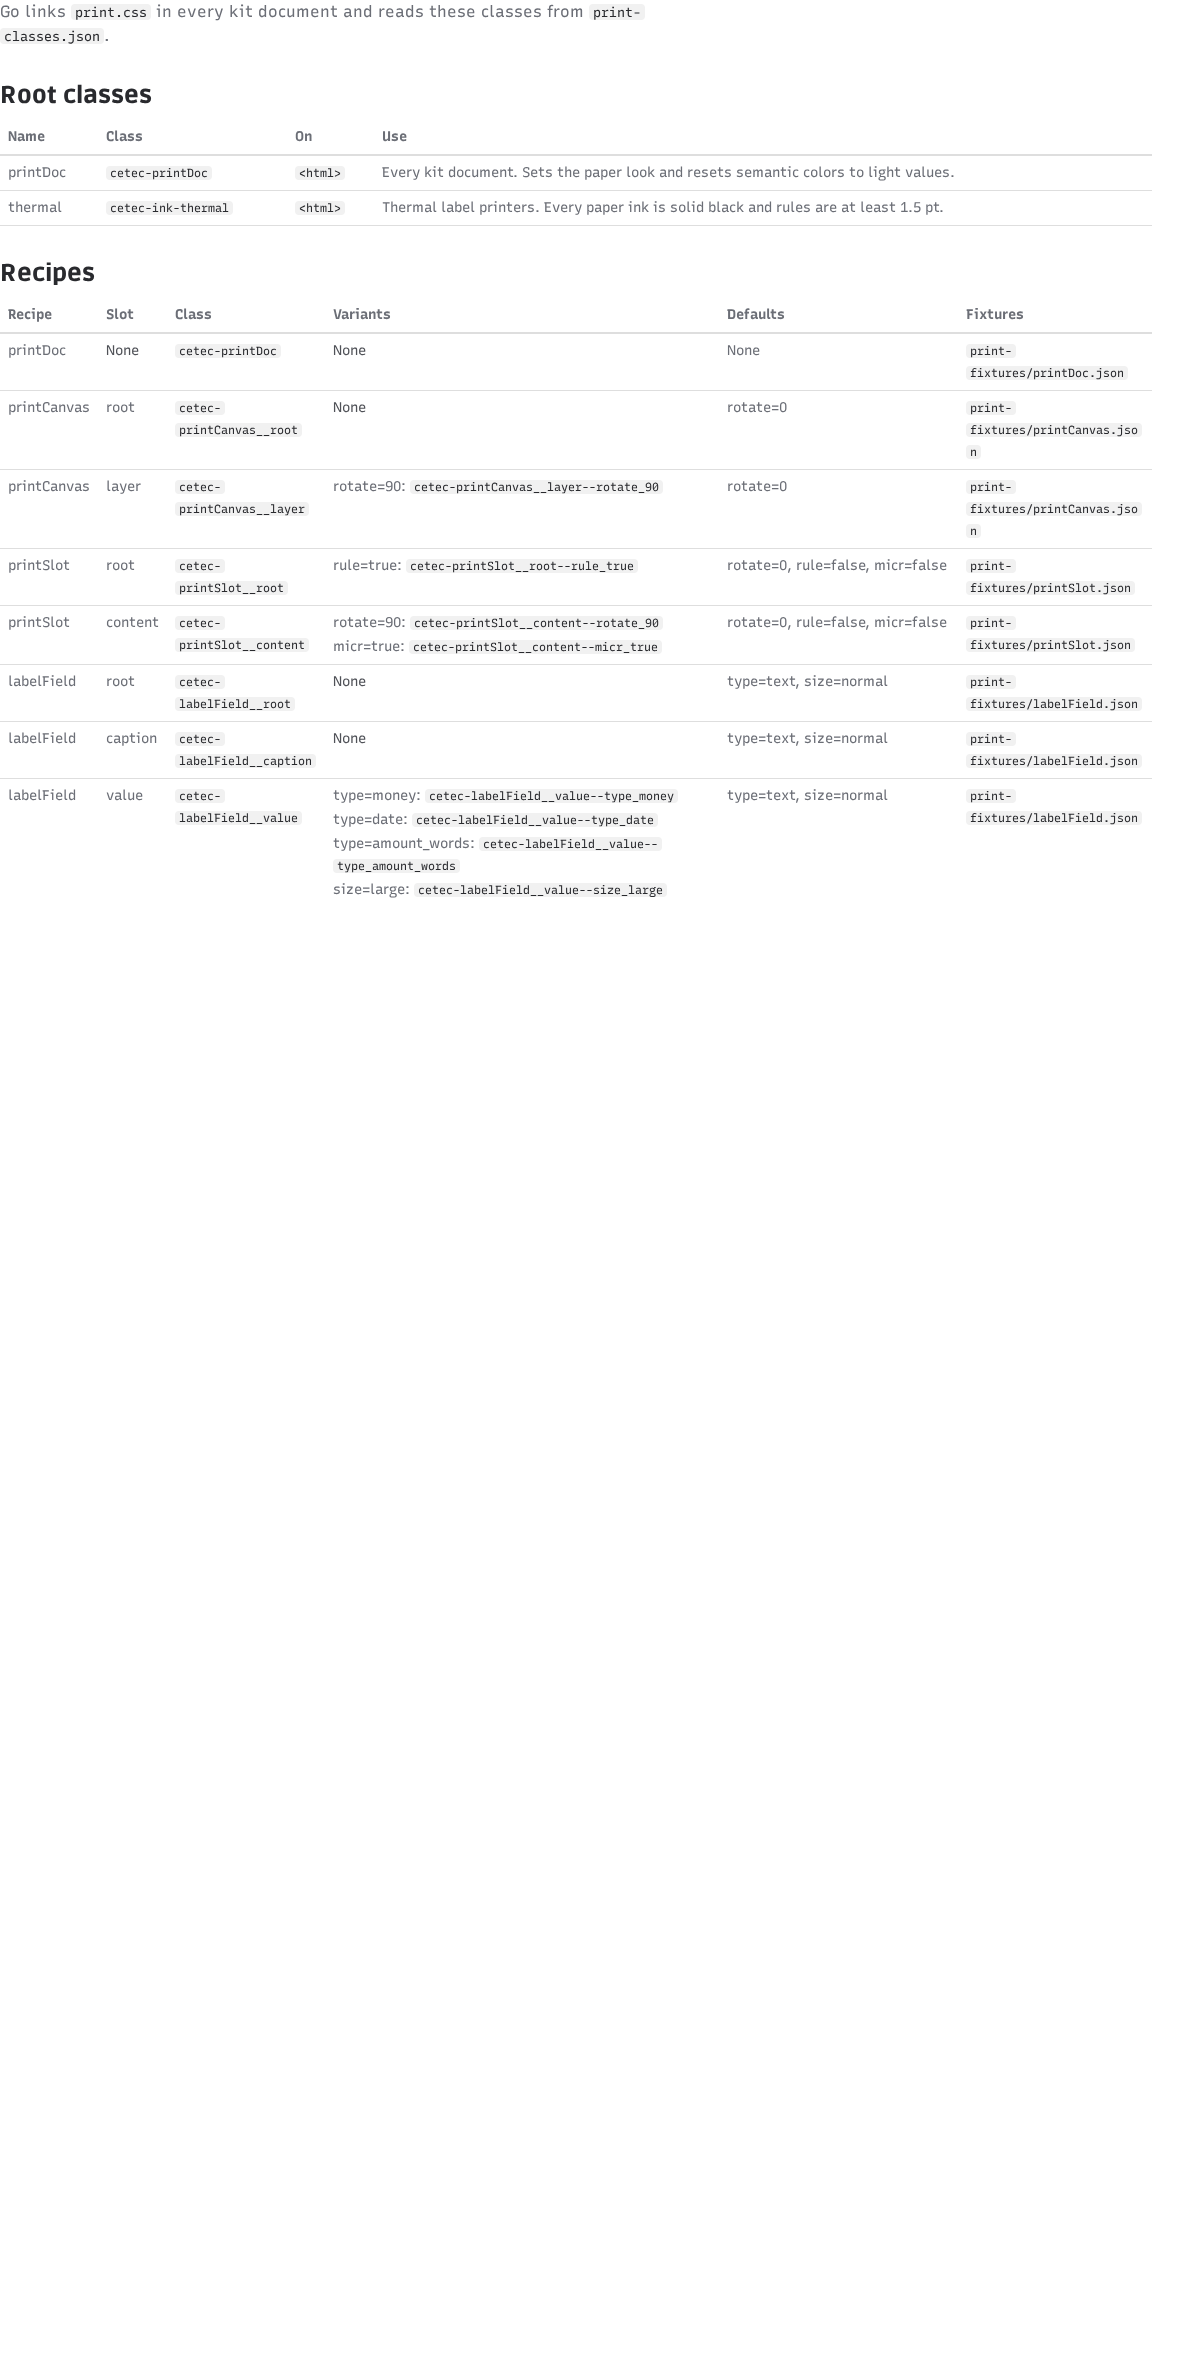 Go links print.css in every kit document and reads these classes from print-
classes.json.
Root classes
Name Class On Use
printDoc cetec-printDoc <html> Every kit document. Sets the paper look and resets semantic colors to light values.
thermal cetec-ink-thermal <html> Thermal label printers. Every paper ink is solid black and rules are at least 1.5 pt.
Recipes
Recipe Slot Class Variants Defaults Fixtures
printDoc None cetec-printDoc None None print-
fixtures/printDoc.json
printCanvas root cetec- None rotate=0 print-
printCanvas__root fixtures/printCanvas.jso
n
printCanvas layer cetec- rotate=90: cetec-printCanvas__layer--rotate_90 rotate=0 print-
printCanvas__layer fixtures/printCanvas.jso
n
printSlot root cetec- rule=true: cetec-printSlot__root--rule_true rotate=0, rule=false, micr=false print-
printSlot__root fixtures/printSlot.json
printSlot content cetec- rotate=90: cetec-printSlot__content--rotate_90 rotate=0, rule=false, micr=false print-
printSlot__content micr=true: cetec-printSlot__content--micr_true fixtures/printSlot.json
labelField root cetec- None type=text, size=normal print-
labelField__root fixtures/labelField.json
labelField caption cetec- None type=text, size=normal print-
labelField__caption fixtures/labelField.json
labelField value cetec- type=money: cetec-labelField__value--type_money type=text, size=normal print-
labelField__value type=date: cetec-labelField__value--type_date fixtures/labelField.json
type=amount_words: cetec-labelField__value--
type_amount_words
size=large: cetec-labelField__value--size_large